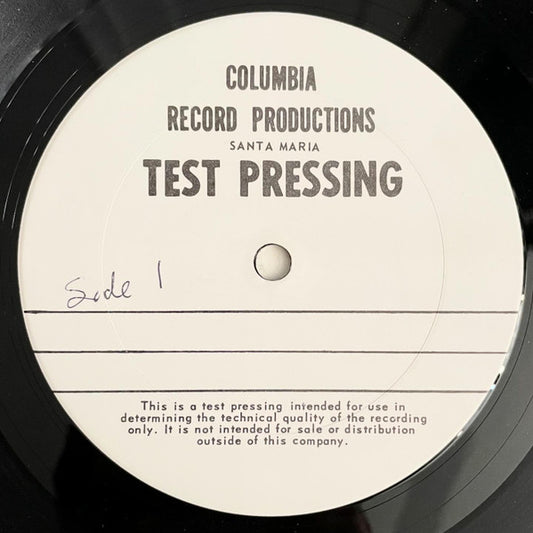 COLUMBIA
RECORD PRODUCTIONS
SANTA MARIA
TEST PRESSING
Side 1
This is a test pressing intended for use in
determining the technical quality of the recording
only. It is not intended for sale or distribution
outside of this company.